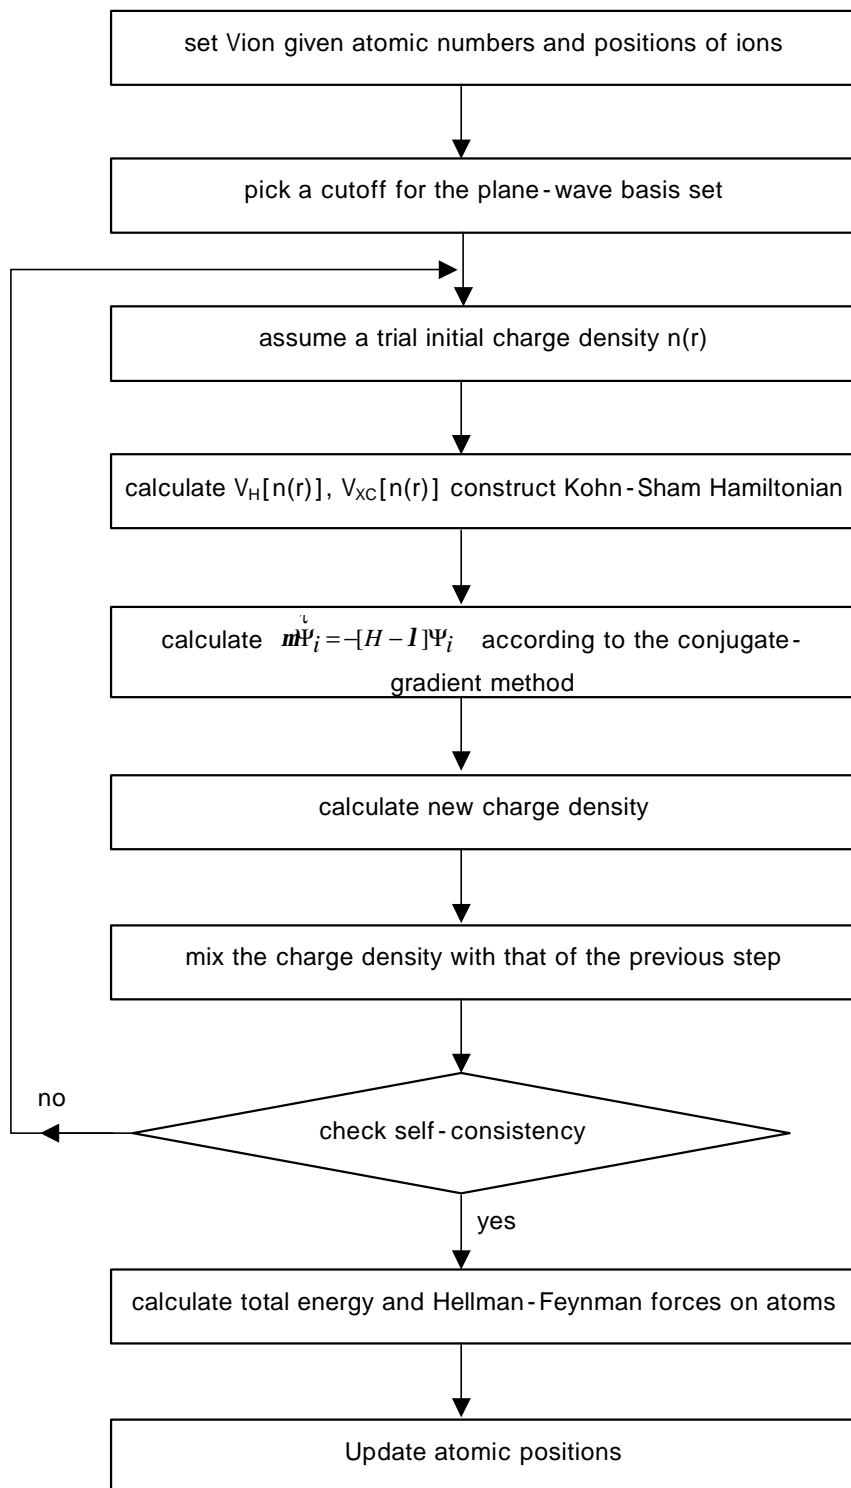 set Vion given atomic numbers and positions of ions
pick a cutoff for the plane-wave basis set
assume a trial initial charge density n(r)
calculate V_H[n(r)], V_XC[n(r)] construct Kohn-Sham Hamiltonian
calculate mΨ_i = -[H - l]Ψ_i according to the conjugate-
gradient method
calculate new charge density
mix the charge density with that of the previous step
no
check self-consistency
yes
calculate total energy and Hellman-Feynman forces on atoms
Update atomic positions